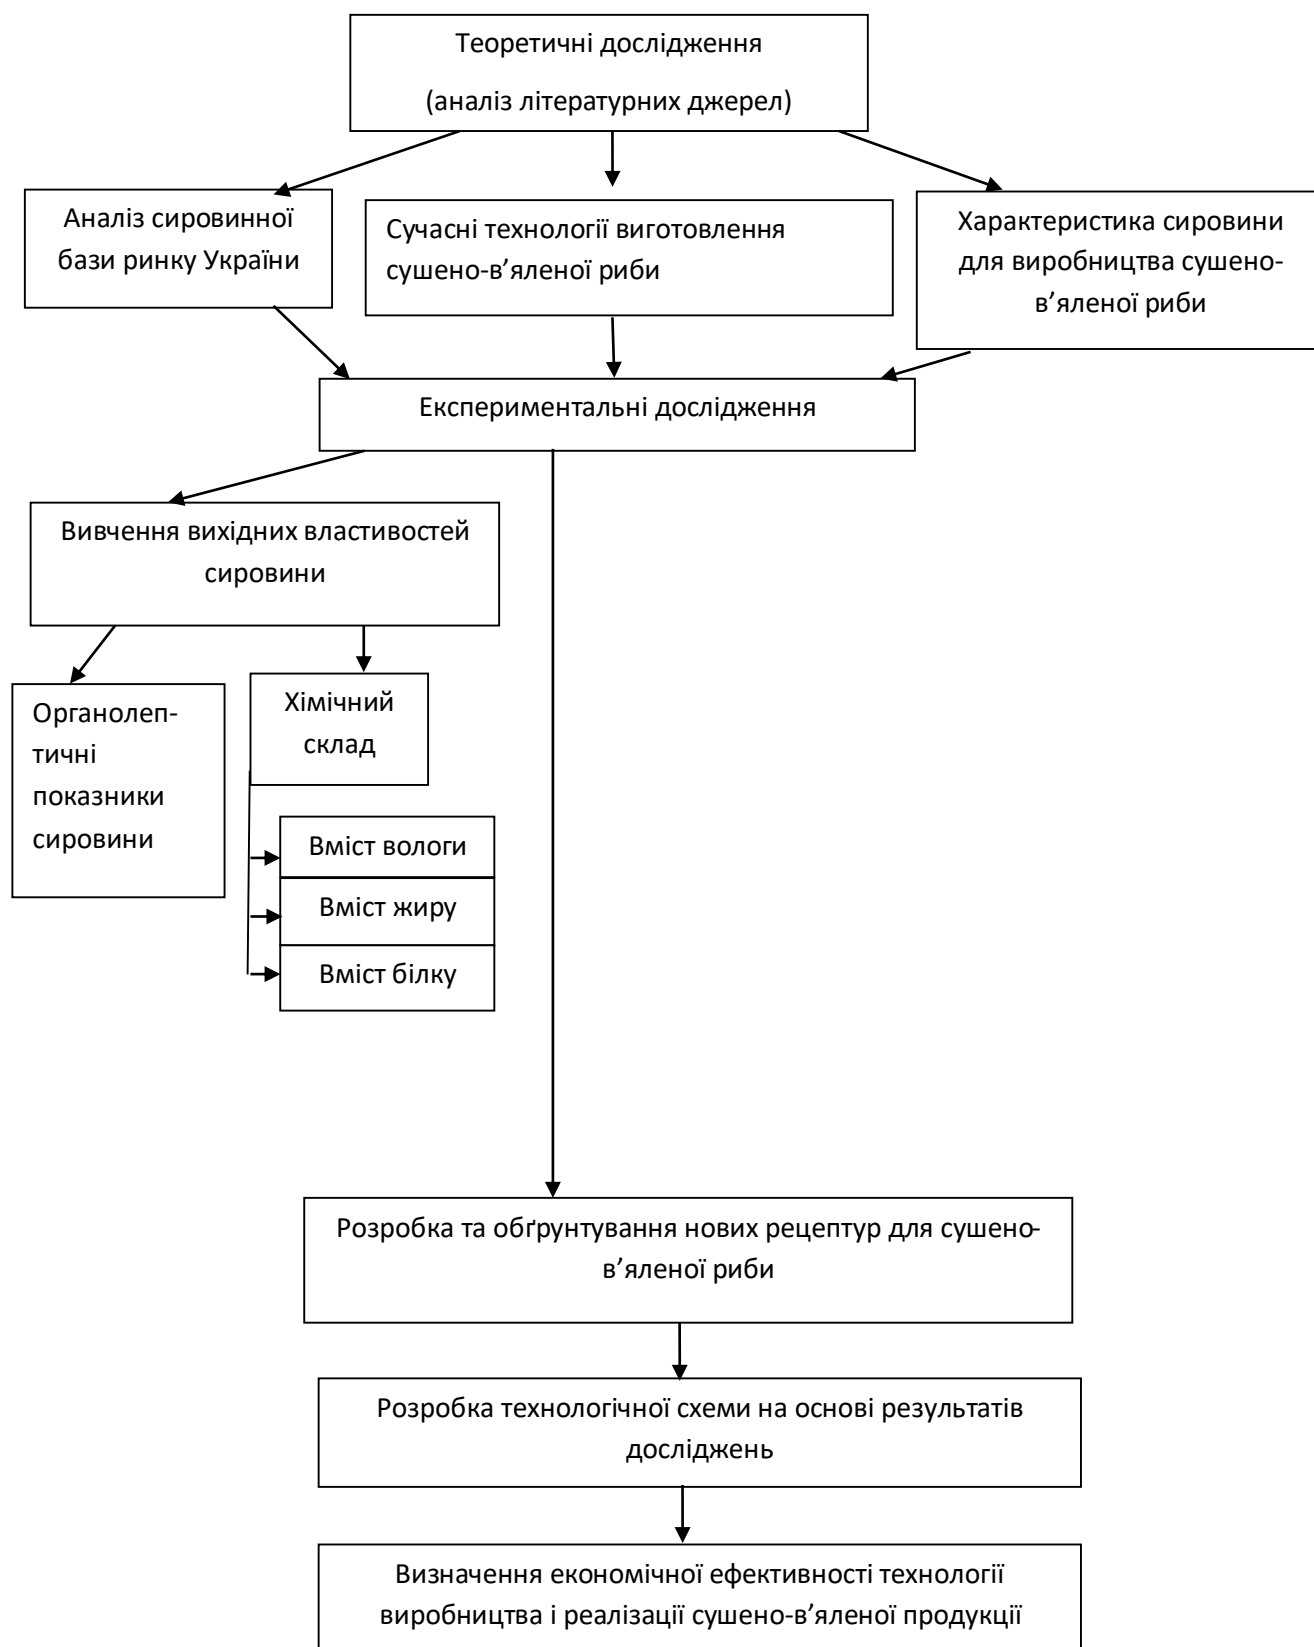 Теоретичні дослідження
(аналіз літературних джерел)
Аналіз сировинної
бази ринку України
Сучасні технології виготовлення
сушено-в’яленої риби
Характеристика сировини
для виробництва сушено-
в’яленої риби
Експериментальні дослідження
Вивчення вихідних властивостей
сировини
Органолеп-
тичні
показники
сировини
Хімічний
склад
Вміст вологи
Вміст жиру
Вміст білку
Розробка та обґрунтування нових рецептур для сушено-
в’яленої риби
Розробка технологічної схеми на основі результатів
досліджень
Визначення економічної ефективності технології
виробництва і реалізації сушено-в’яленої продукції